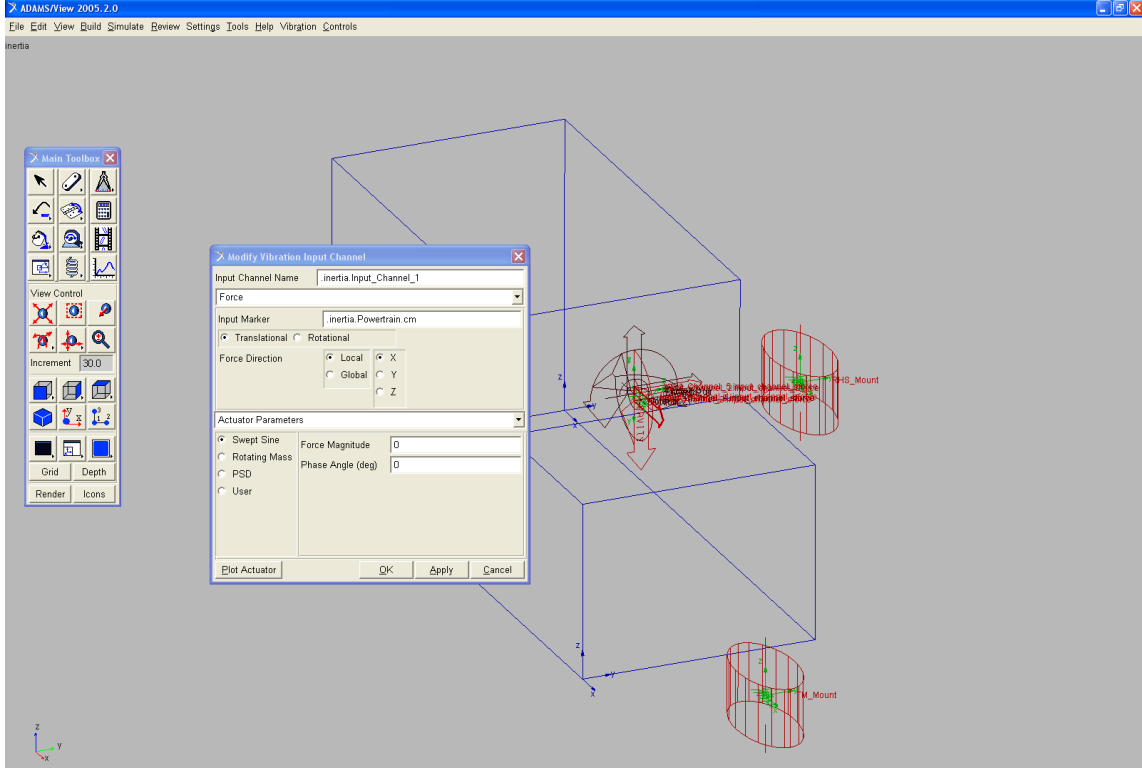 ADAMS/View 2005.2.0
File Edit View Build Simulate Review Settings Tools Help Vibration Controls
inertia
Main Toolbox
View Control
Increment 30.0
Grid Depth
Render Icons
Modify Vibration Input Channel
Input Channel Name .inertia.Input_Channel_1
Force
Input Marker .inertia.Powertrain.cm
Translational Rotational
Force Direction Local X
Global Y
Z
Actuator Parameters
Swept Sine Force Magnitude 0
Rotating Mass Phase Angle (deg) 0
PSD
User
Plot Actuator OK Apply Cancel
z
y
x
z
RHS_Mount
z
y
x
z
TM_Mount
z
y
x